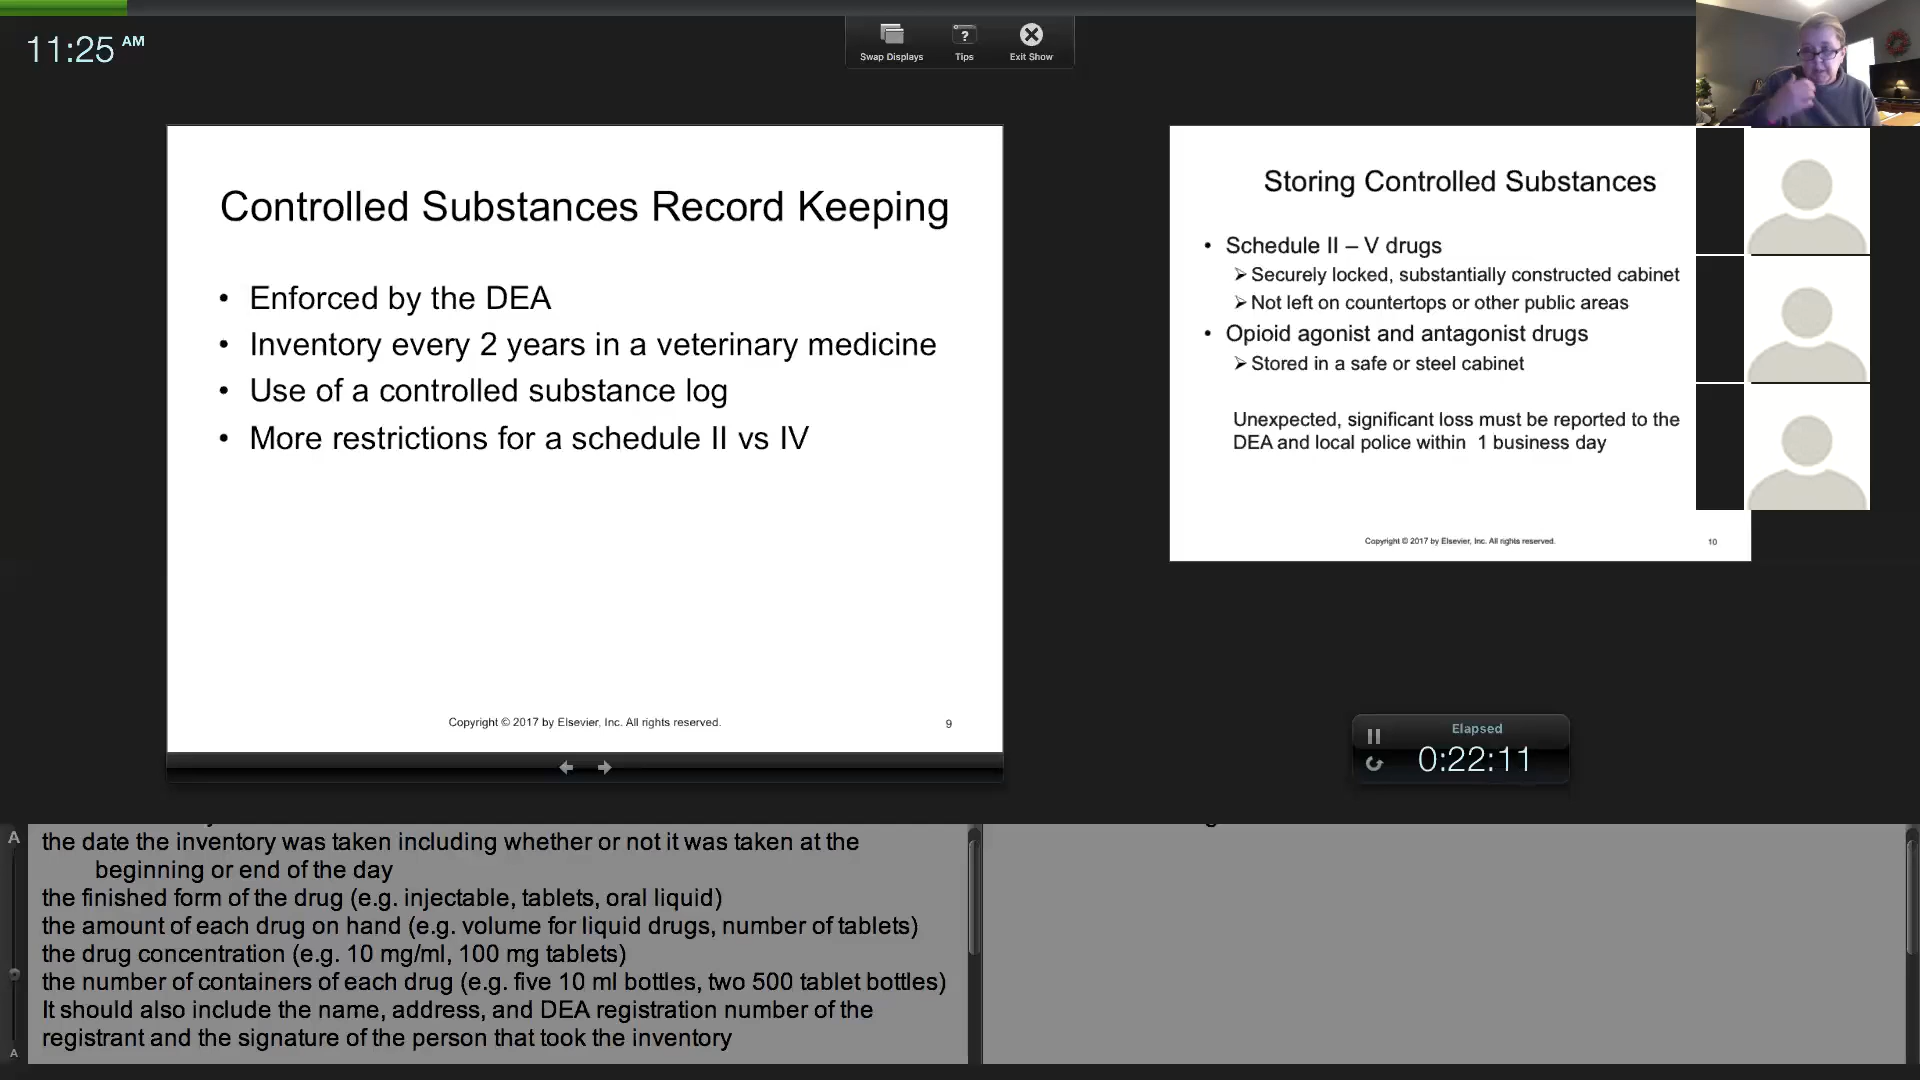 11:25 AM
Swap Displays
Tips
Exit Show
Controlled Substances Record Keeping
• Enforced by the DEA
• Inventory every 2 years in a veterinary medicine
• Use of a controlled substance log
• More restrictions for a schedule II vs IV
Copyright © 2017 by Elsevier, Inc. All rights reserved.
9
Storing Controlled Substances
• Schedule II – V drugs
➢ Securely locked, substantially constructed cabinet
➢ Not left on countertops or other public areas
• Opioid agonist and antagonist drugs
➢ Stored in a safe or steel cabinet
Unexpected, significant loss must be reported to the
DEA and local police within 1 business day
Copyright © 2017 by Elsevier, Inc. All rights reserved.
10
Elapsed
0:22:11
A
the date the inventory was taken including whether or not it was taken at the
beginning or end of the day
the finished form of the drug (e.g. injectable, tablets, oral liquid)
the amount of each drug on hand (e.g. volume for liquid drugs, number of tablets)
the drug concentration (e.g. 10 mg/ml, 100 mg tablets)
the number of containers of each drug (e.g. five 10 ml bottles, two 500 tablet bottles)
It should also include the name, address, and DEA registration number of the
registrant and the signature of the person that took the inventory
A